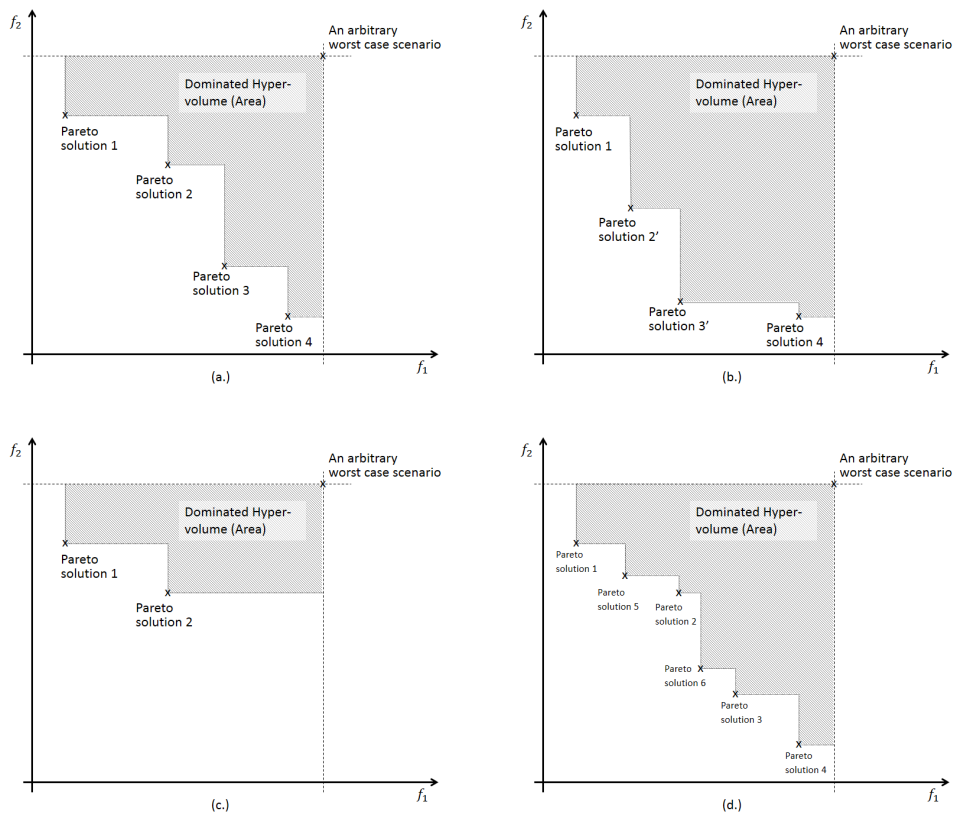 f₂
An arbitrary
worst case scenario
Dominated Hyper-
volume (Area)
Pareto
solution 1
Pareto
solution 2
Pareto
solution 3
Pareto
solution 4
f₁
(a.)
f₂
An arbitrary
worst case scenario
Dominated Hyper-
volume (Area)
Pareto
solution 1
Pareto
solution 2′
Pareto
solution 3′
Pareto
solution 4
f₁
(b.)
f₂
An arbitrary
worst case scenario
Dominated Hyper-
volume (Area)
Pareto
solution 1
Pareto
solution 2
f₁
(c.)
f₂
An arbitrary
worst case scenario
Dominated Hyper-
volume (Area)
Pareto
solution 1
Pareto
solution 5
Pareto
solution 2
Pareto
solution 6
Pareto
solution 3
Pareto
solution 4
f₁
(d.)